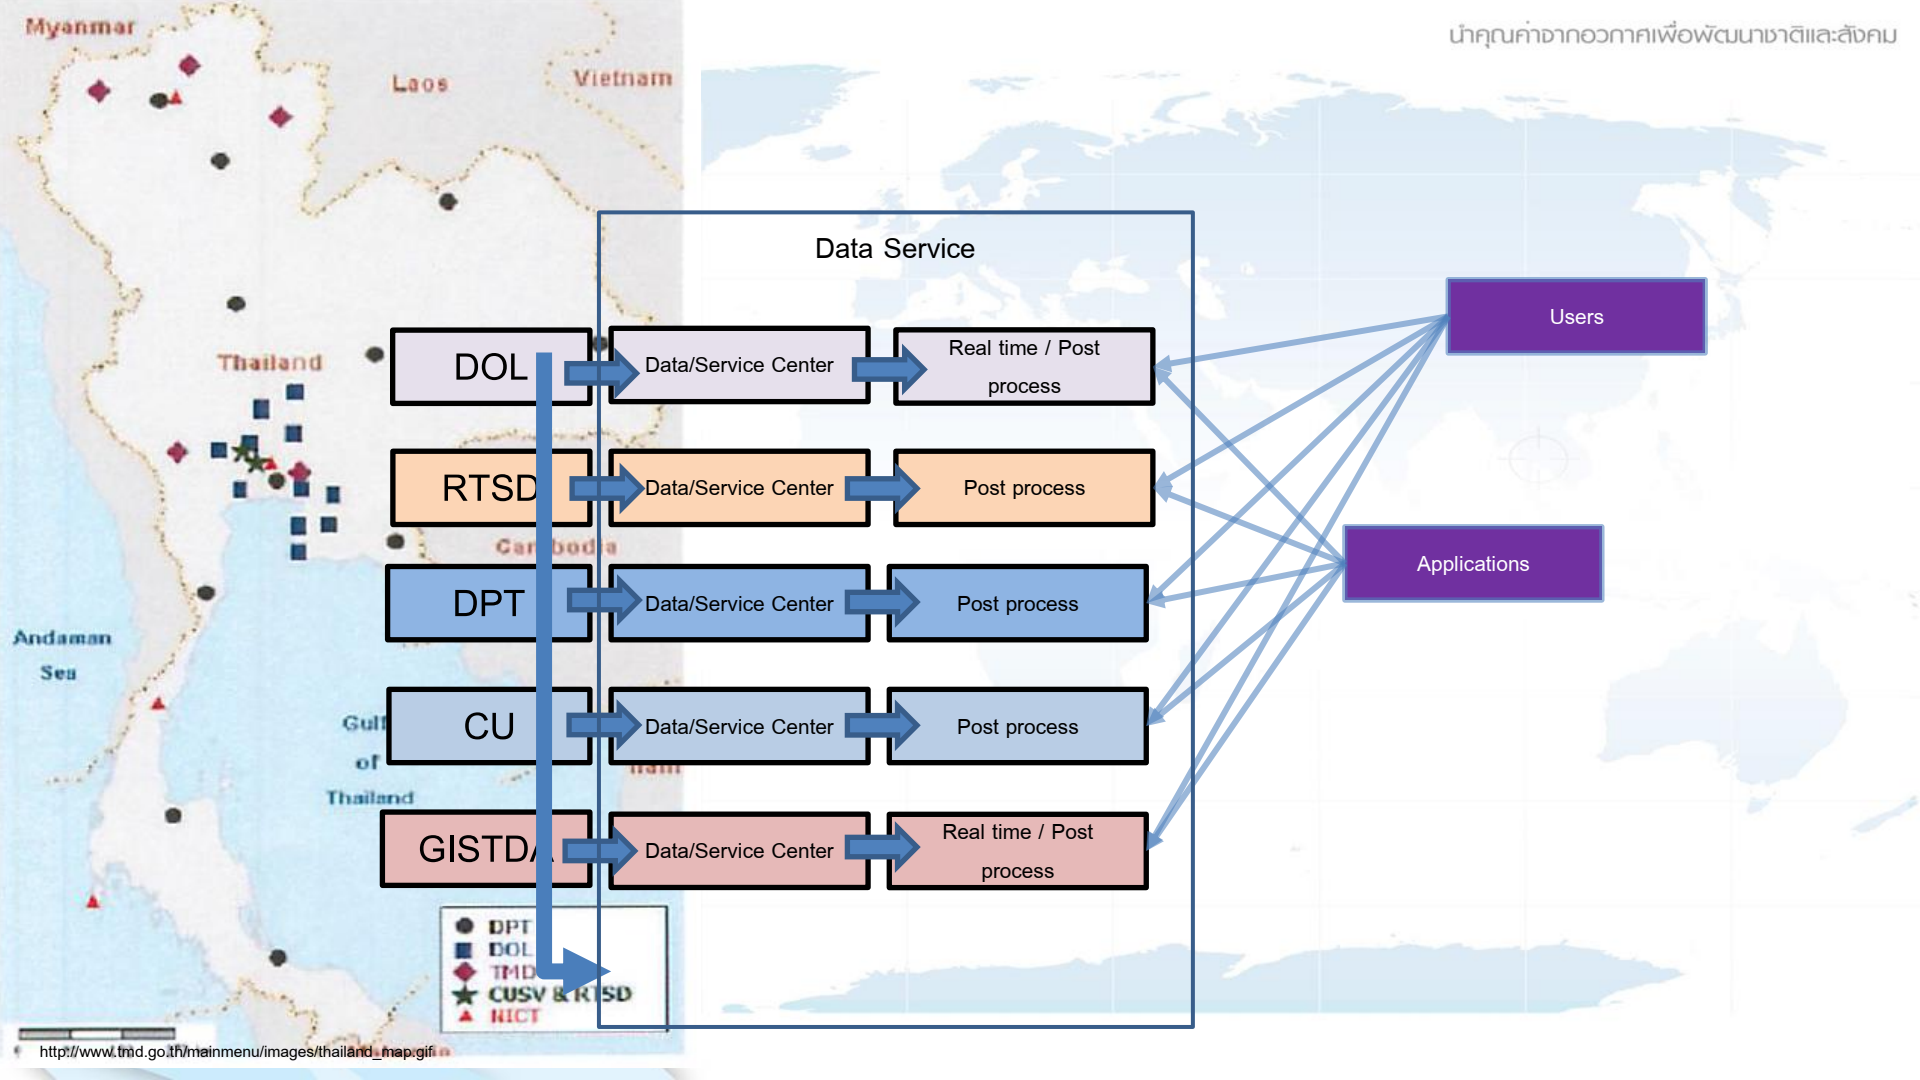 นำคุณค่าจากอวกาศเพื่อพัฒนาชาติและสังคม
Myanmar
Laos
Vietnam
Thailand
Cambodia
Andaman
Sea
Gulf
of
Thailand
nam
Data Service
DOL
Data/Service Center
Real time / Post
process
RTSD
Data/Service Center
Post process
DPT
Data/Service Center
Post process
CU
Data/Service Center
Post process
GISTDA
Data/Service Center
Real time / Post
process
Users
Applications
DPT
DOL
TMD
CUSV & RTSD
NICT
http://www.tmd.go.th/mainmenu/images/thailand_map.gif